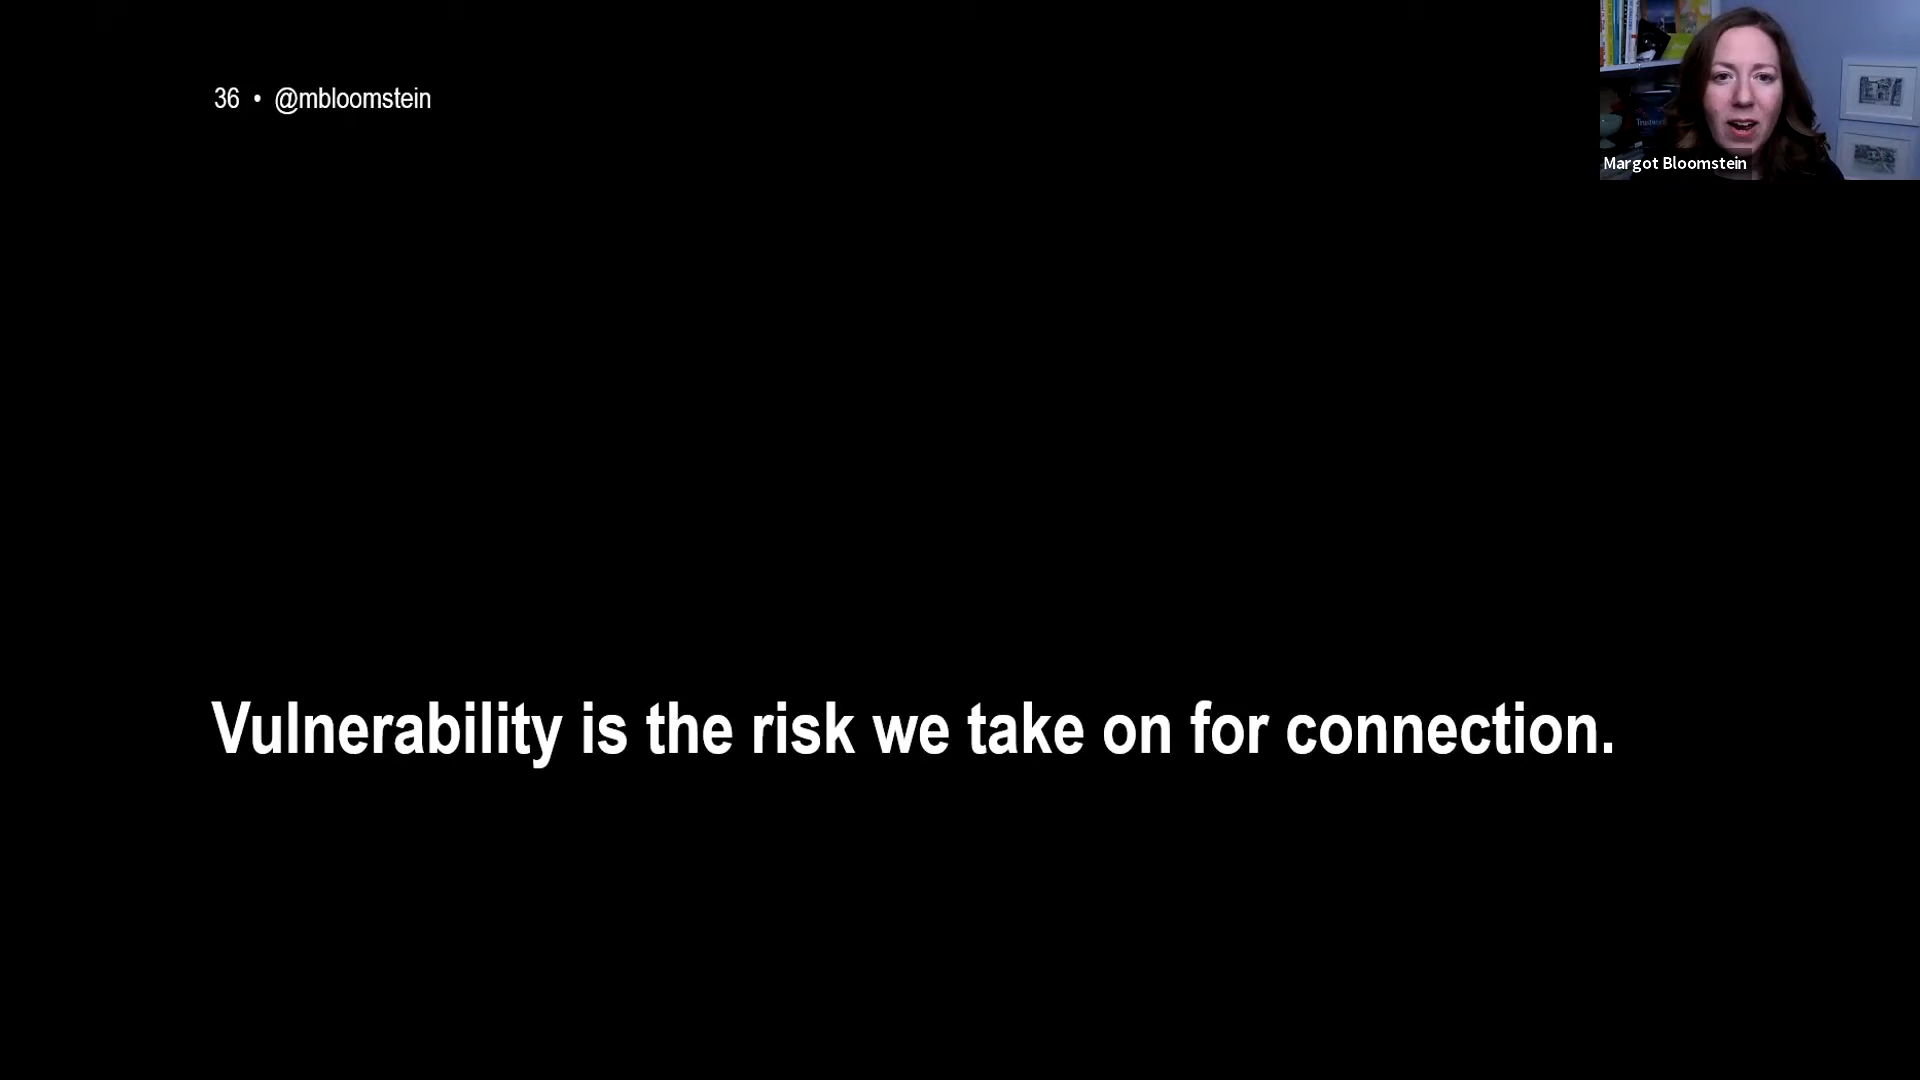 36 • @mbloomstein
Margot Bloomstein
Vulnerability is the risk we take on for connection.